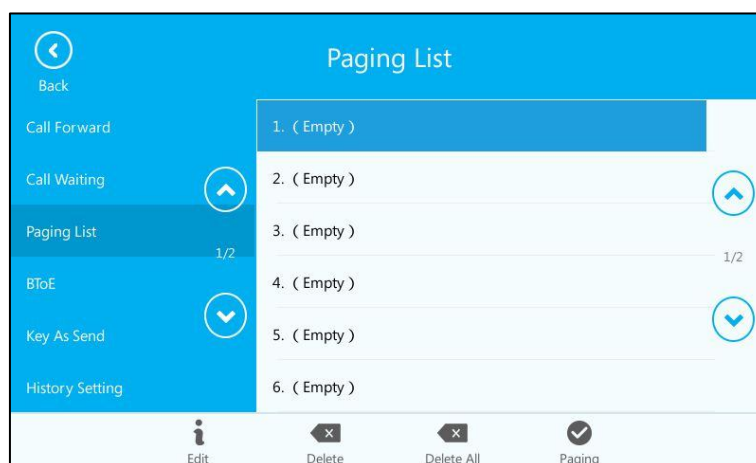 Paging List
Back
Call Forward
Call Waiting
Paging List
1/2
BToE
Key As Send
History Setting
1. ( Empty )
2. ( Empty )
3. ( Empty )
4. ( Empty )
5. ( Empty )
6. ( Empty )
1/2
Edit
Delete
Delete All
Paging